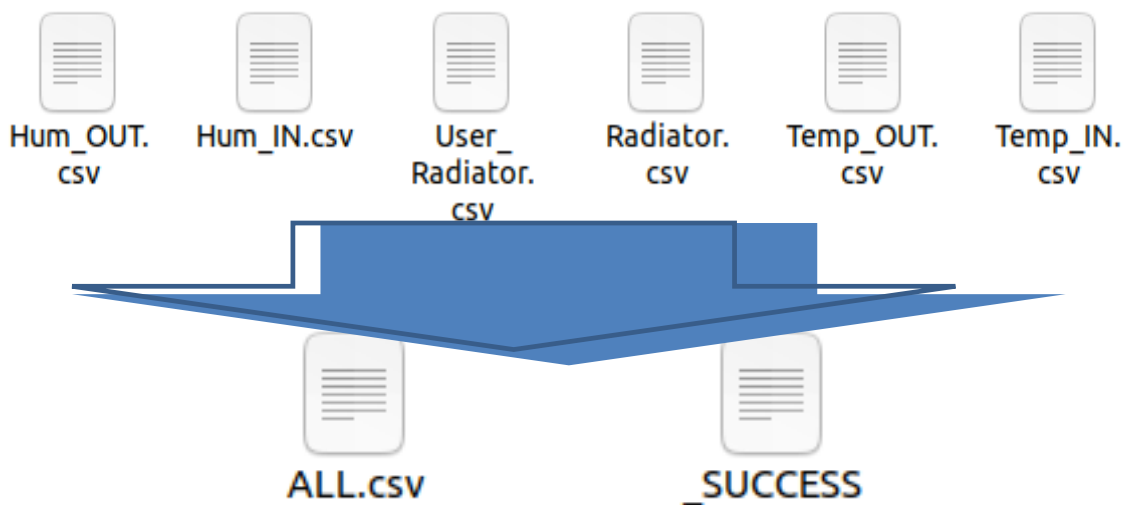 Hum_OUT. Hum_IN.csv User_ Radiator. Temp_OUT. Temp_IN.
csv Radiator. csv csv csv
csv
ALL.csv _SUCCESS